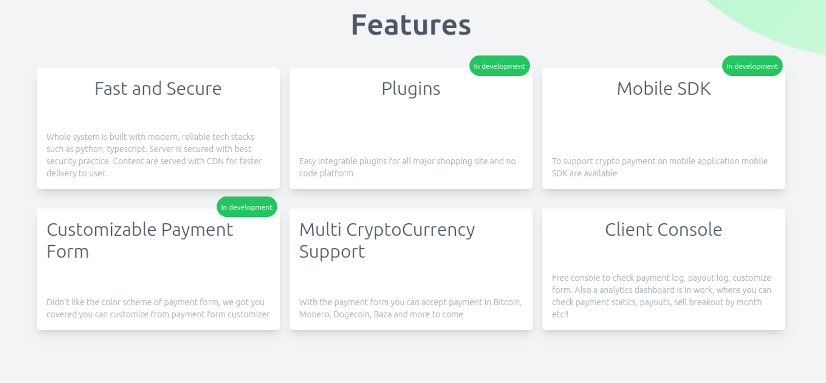 Features
Fast and Secure
Whole system is built with modern, reliable tech stacks
such as python, typescript. Server is secured with best
security practice. Content are served with CDN for faster
delivery to user.
In development
Plugins
Easy integrable plugins for all major shopping site and no
code platform
In development
Mobile SDK
To support crypto payment on mobile application mobile
SDK are available
In development
Customizable Payment
Form
Didn't like the color scheme of payment form, we got you
covered you can customize from payment form customizer
Multi CryptoCurrency
Support
With the payment form you can accept payment in Bitcoin,
Monero, Dogecoin, Baza and more to come
Client Console
Free console to check payment log, payout log, customize
form. Also a analytics dashboard is in work, where you can
check payment statics, payouts, sell breakout by month
etc!!